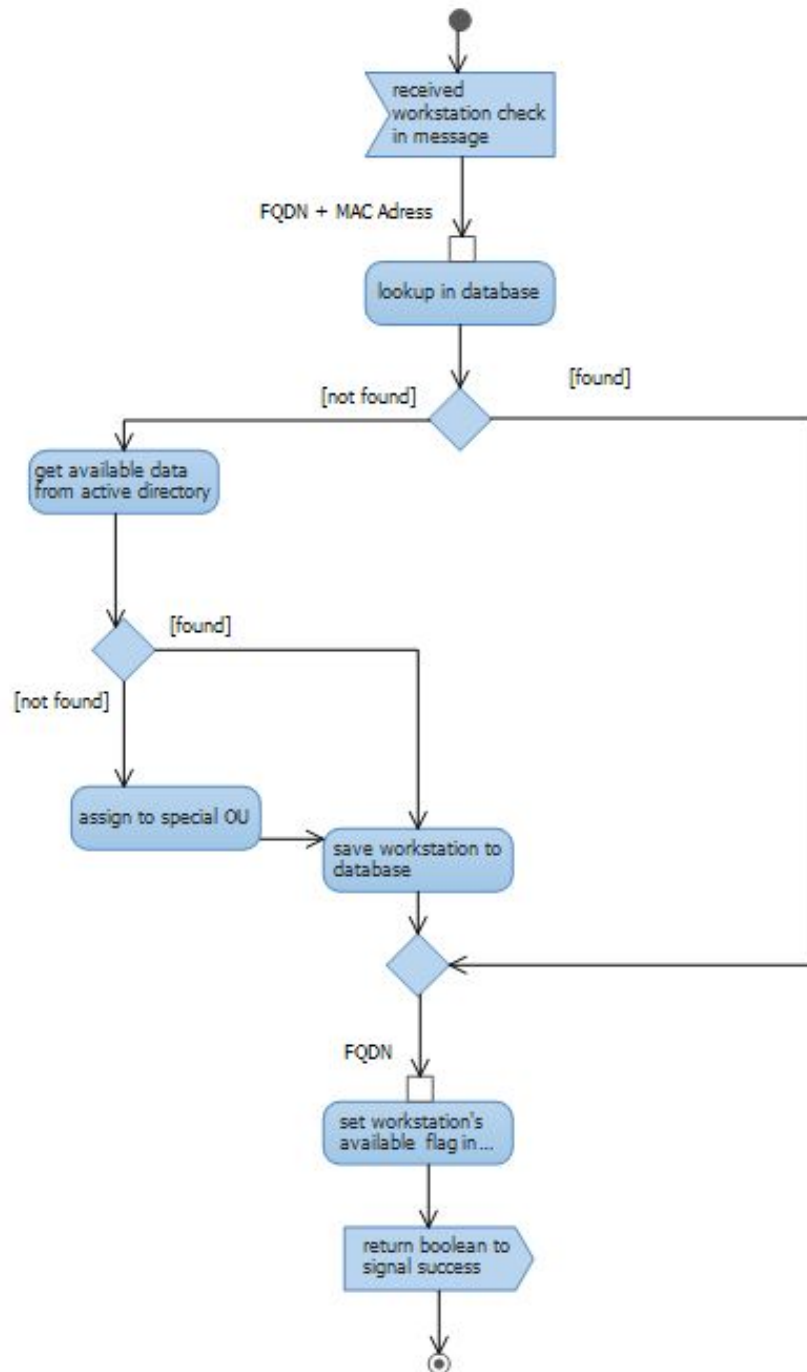 received
workstation check
in message
FQDN + MAC Adress
lookup in database
[not found]
[found]
get available data
from active directory
[found]
[not found]
assign to special OU
save workstation to
database
FQDN
set workstation's
available flag in...
return boolean to
signal success